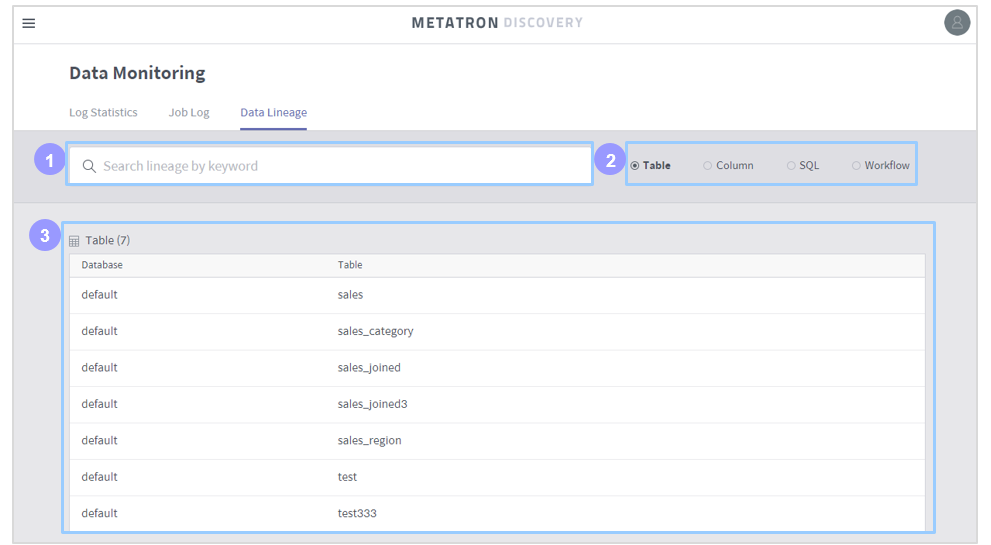 METATRON DISCOVERY
Data Monitoring
Log Statistics Job Log Data Lineage
1 Search lineage by keyword 2 Table Column SQL Workflow
3 Table (7)
Database Table
default sales
default sales_category
default sales_joined
default sales_joined3
default sales_region
default test
default test333